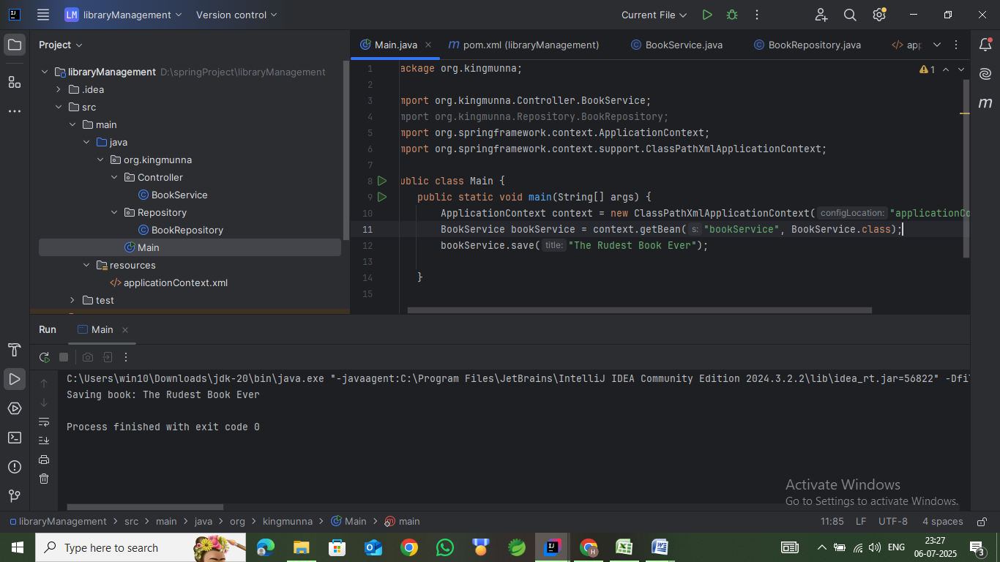 LM libraryManagement Version control Current File
Project
Main.java pom.xml (libraryManagement) BookService.java BookRepository.java app
libraryManagement D:\springProject\libraryManagement
.idea
src
main
java
org.kingmunna
Controller
BookService
Repository
BookRepository
Main
resources
applicationContext.xml
test
1 ackage org.kingmunna;
1
2
3 mport org.kingmunna.Controller.BookService;
4 mport org.kingmunna.Repository.BookRepository;
5 mport org.springframework.context.ApplicationContext;
6 mport org.springframework.context.support.ClassPathXmlApplicationContext;
7
8 ublic class Main {
9 public static void main(String[] args) {
10 ApplicationContext context = new ClassPathXmlApplicationContext( configLocation: "applicationCo
11 BookService bookService = context.getBean( s: "bookService", BookService.class);
12 bookService.save( title: "The Rudest Book Ever");
13
14 }
15
Run Main
C:\Users\win10\Downloads\jdk-20\bin\java.exe "-javaagent:C:\Program Files\JetBrains\IntelliJ IDEA Community Edition 2024.3.2.2\lib\idea_rt.jar=56822" -Dfil
Saving book: The Rudest Book Ever
Process finished with exit code 0
Activate Windows
Go to Settings to activate Windows.
libraryManagement > src > main > java > org > kingmunna > Main > main 11:85 LF UTF-8 4 spaces
Type here to search
ENG
23:27
06-07-2025
3